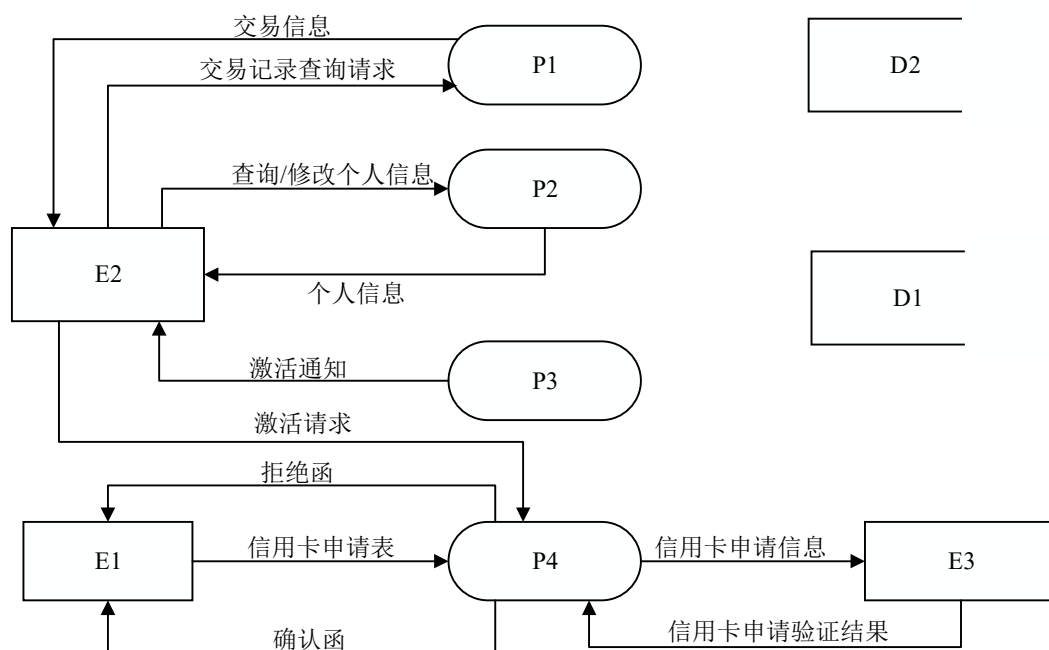 交易信息
P1
D2
交易记录查询请求
查询/修改个人信息
P2
E2
个人信息
D1
激活通知
P3
激活请求
拒绝函
E1
信用卡申请表
P4
信用卡申请信息
E3
确认函
信用卡申请验证结果